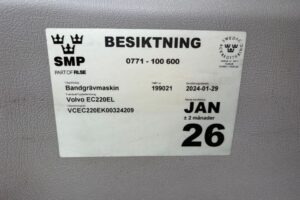 SMP
PART OF RISE
BESIKTNING
0771 - 100 600
Bandgrävmaskin
199021
2024-01-29
Volvo EC220EL
VCEC220EK00324209
JAN
± 2 månader
26